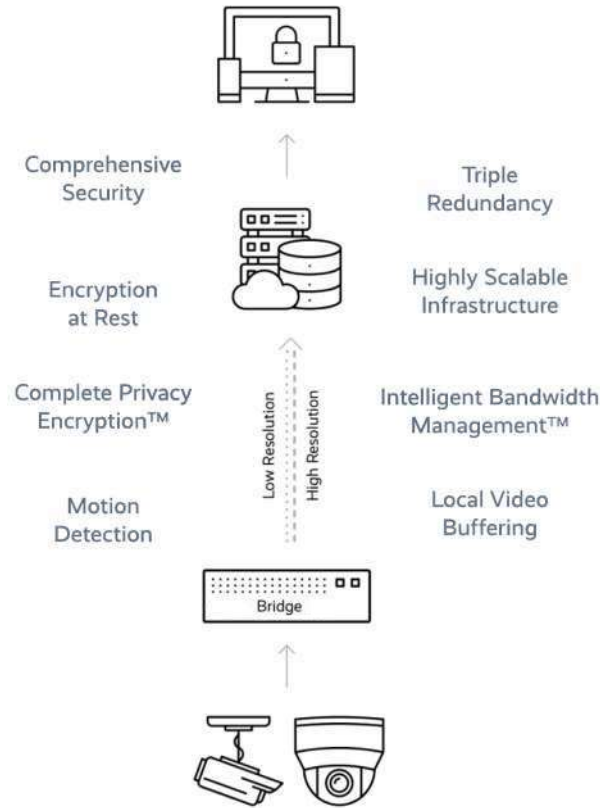 Comprehensive
Security
Triple
Redundancy
Encryption
at Rest
Highly Scalable
Infrastructure
Complete Privacy
Encryption™
Low Resolution
High Resolution
Intelligent Bandwidth
Management™
Motion
Detection
Local Video
Buffering
Bridge